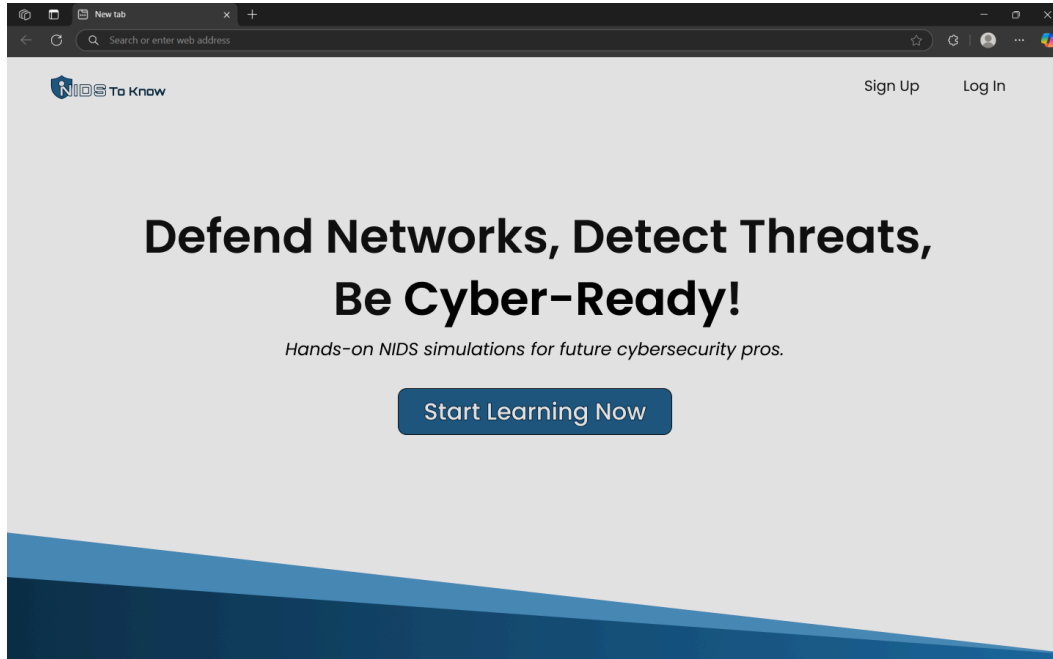 New tab
Search or enter web address
NIDS To Know
Sign Up
Log In
Defend Networks, Detect Threats,
Be Cyber-Ready!
Hands-on NIDS simulations for future cybersecurity pros.
Start Learning Now